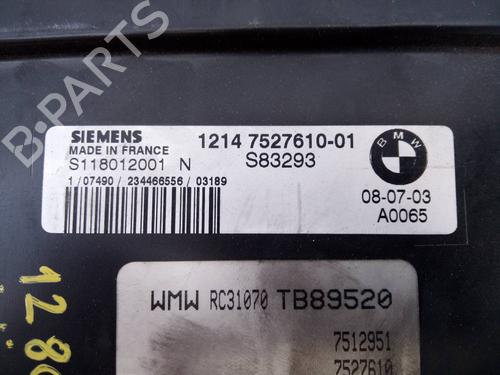 SIEMENS
MADE IN FRANCE
S118012001 N
1 / 07490 / 234466556 / 03189
1214 7527610-01
S83293
BMW
08-07-03
A0065
WMW RC31070 TB89520
7512951
7527610
B-PARTS